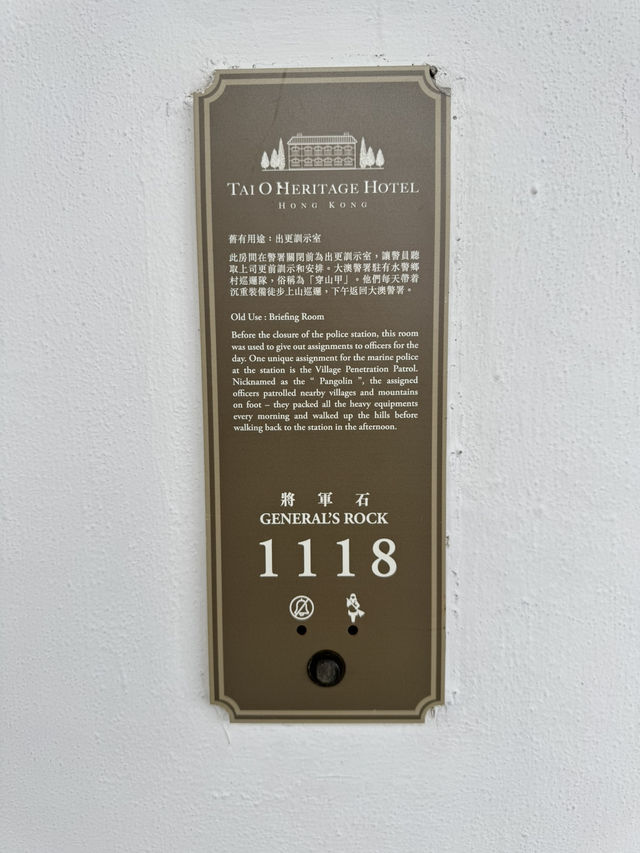 TAI O HERITAGE HOTEL
HONG KONG
舊有用途：出更訓示室
此房間在警署關閉前為出更訓示室，讓警員聽
取上司更前訓示和安排。大澳警署駐有水警鄉
村巡邏隊，俗稱為「穿山甲」。他們每天帶着
沉重裝備徒步上山巡邏，下午返回大澳警署。
Old Use : Briefing Room
Before the closure of the police station, this room
was used to give out assignments to officers for the
day. One unique assignment for the marine police
at the station is the Village Penetration Patrol.
Nicknamed as the “ Pangolin ”, the assigned
officers patrolled nearby villages and mountains
on foot – they packed all the heavy equipments
every morning and walked up the hills before
walking back to the station in the afternoon.
將軍石
GENERAL'S ROCK
1118